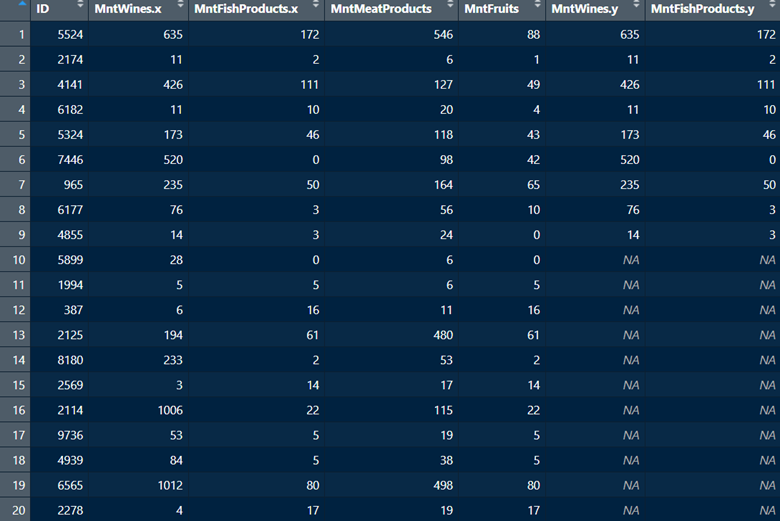 ID MntWines.x MntFishProducts.x MntMeatProducts MntFruits MntWines.y MntFishProducts.y
1 5524 635 172 546 88 635 172
2 2174 11 2 6 1 11 2
3 4141 426 111 127 49 426 111
4 6182 11 10 20 4 11 10
5 5324 173 46 118 43 173 46
6 7446 520 0 98 42 520 0
7 965 235 50 164 65 235 50
8 6177 76 3 56 10 76 3
9 4855 14 3 24 0 14 3
10 5899 28 0 6 0 NA NA
11 1994 5 5 6 5 NA NA
12 387 6 16 11 16 NA NA
13 2125 194 61 480 61 NA NA
14 8180 233 2 53 2 NA NA
15 2569 3 14 17 14 NA NA
16 2114 1006 22 115 22 NA NA
17 9736 53 5 19 5 NA NA
18 4939 84 5 38 5 NA NA
19 6565 1012 80 498 80 NA NA
20 2278 4 17 19 17 NA NA